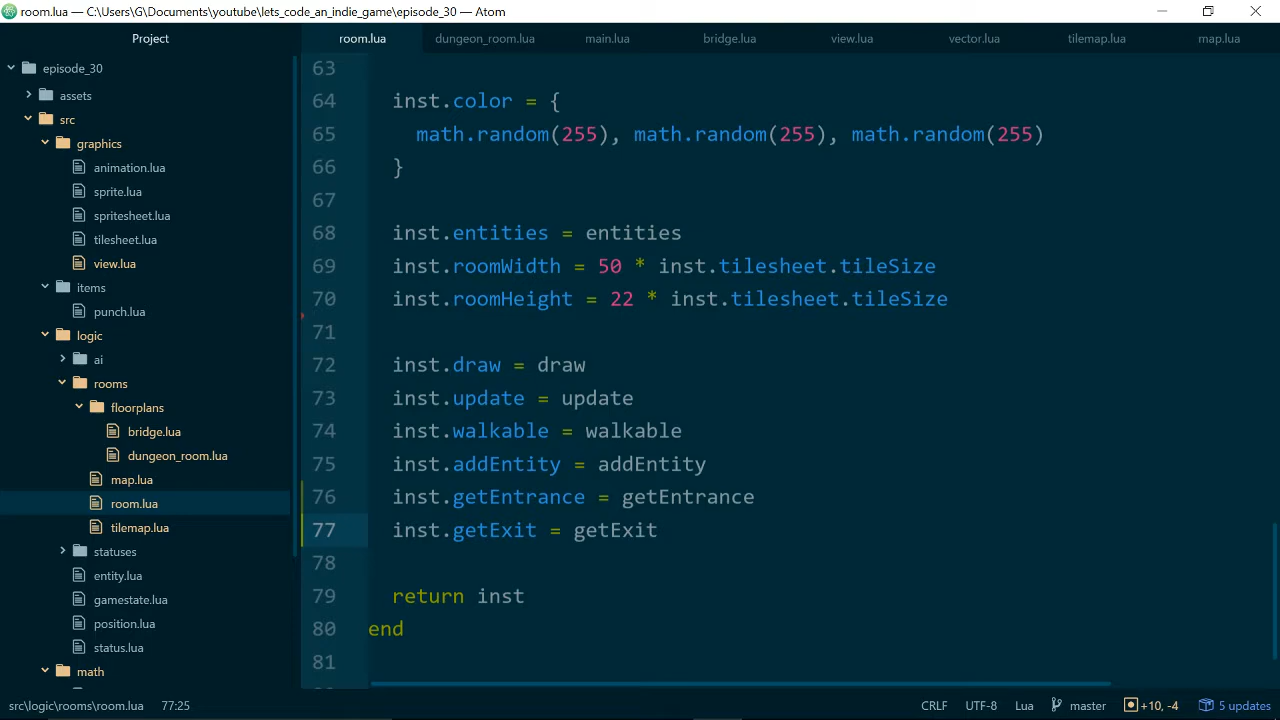 room.lua — C:\Users\G\Documents\youtube\lets_code_an_indie_game\episode_30 — Atom
Project
room.lua
dungeon_room.lua
main.lua
bridge.lua
view.lua
vector.lua
tilemap.lua
map.lua
episode_30
assets
src
graphics
animation.lua
sprite.lua
spritesheet.lua
tilesheet.lua
view.lua
items
punch.lua
logic
ai
rooms
floorplans
bridge.lua
dungeon_room.lua
map.lua
room.lua
tilemap.lua
statuses
entity.lua
gamestate.lua
position.lua
status.lua
math
63
64 inst.color = {
65 math.random(255), math.random(255), math.random(255)
66 }
67
68 inst.entities = entities
69 inst.roomWidth = 50 * inst.tilesheet.tileSize
70 inst.roomHeight = 22 * inst.tilesheet.tileSize
71
72 inst.draw = draw
73 inst.update = update
74 inst.walkable = walkable
75 inst.addEntity = addEntity
76 inst.getEntrance = getEntrance
77 inst.getExit = getExit
78
79 return inst
80 end
81
src\logic\rooms\room.lua 77:25 CRLF UTF-8 Lua master +10, -4 5 updates